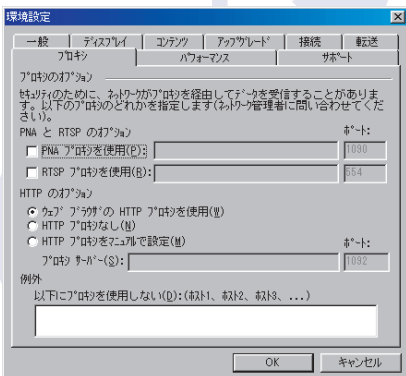 環境設定
一般 ディスプレイ コンテンツ アップグレード 接続 転送
プロキシ パフォーマンス サポート
プロキシのオプション
セキュリティのために、ネットワークがプロキシを経由してデータを受信することがありま
す。以下のプロキシのどれかを指定します(ネットワーク管理者に問い合わせてくだ
さい)。
PNA と RTSP のオプション ポート:
PNA プロキシを使用(P): 1090
RTSP プロキシを使用(R): 554
HTTP のオプション
ウェブ ブラウザの HTTP プロキシを使用(W)
HTTP プロキシなし(N)
HTTP プロキシをマニュアルで設定(M) ポート:
プロキシ サーバー(S): 1092
例外
以下にプロキシを使用しない(D):(ホスト1、ホスト2、ホスト3、...)
OK キャンセル